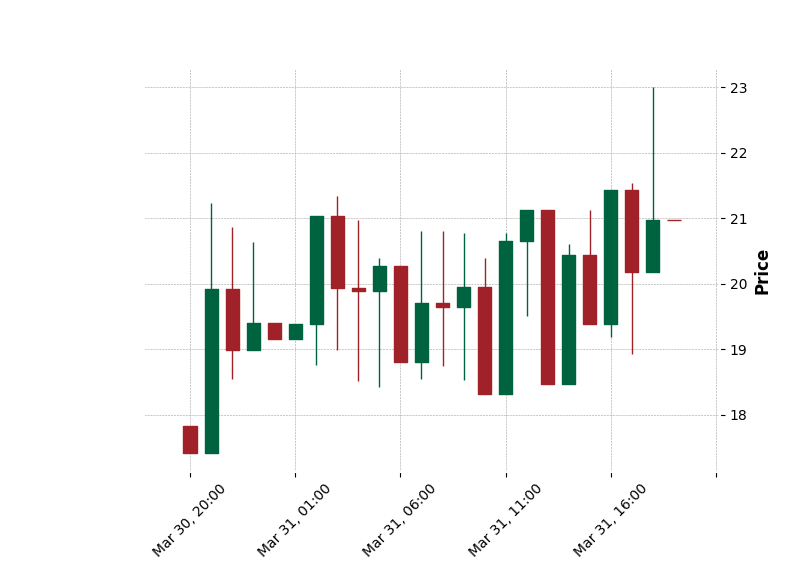 23
22
21
20
19
18
Price
Mar 30, 20:00
Mar 31, 01:00
Mar 31, 06:00
Mar 31, 11:00
Mar 31, 16:00